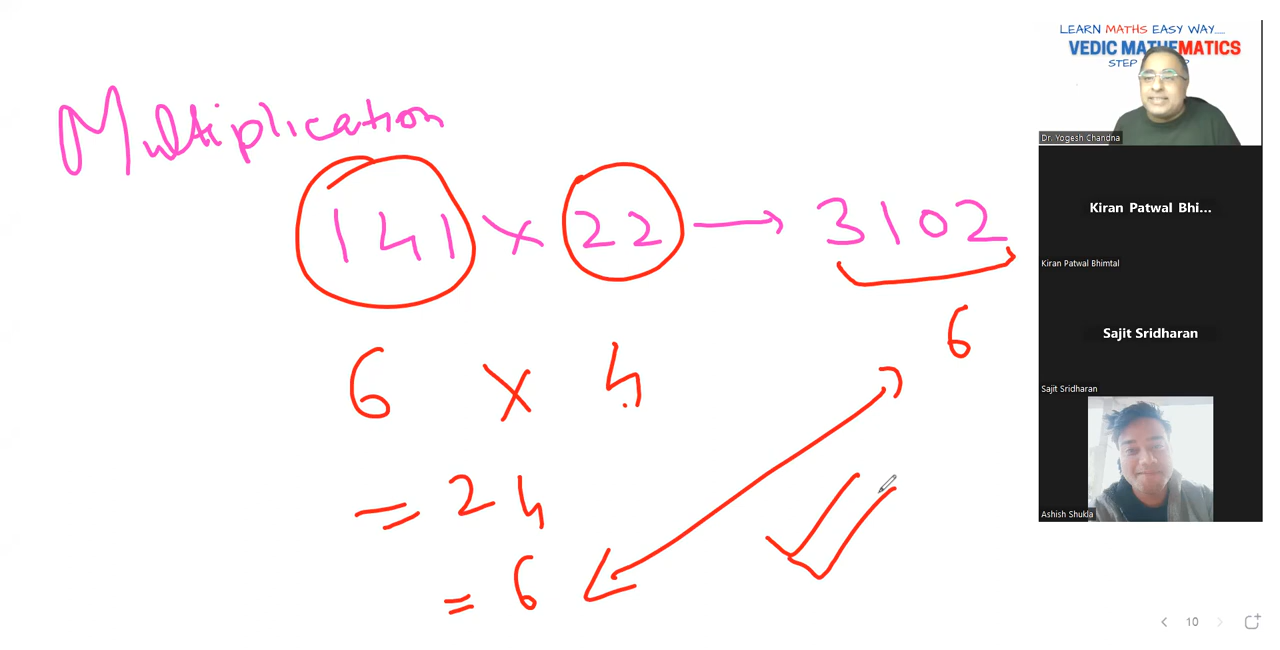 LEARN MATHS EASY WAY....
VEDIC MATHEMATICS
STEP
Dr. Yogesh Chandna
Multiplication
141 × 22 → 3102
6
6 × 4
= 24
= 6
Kiran Patwal Bhi...
Kiran Patwal Bhimtal
Sajit Sridharan
Sajit Sridharan
Ashish Shukla
10